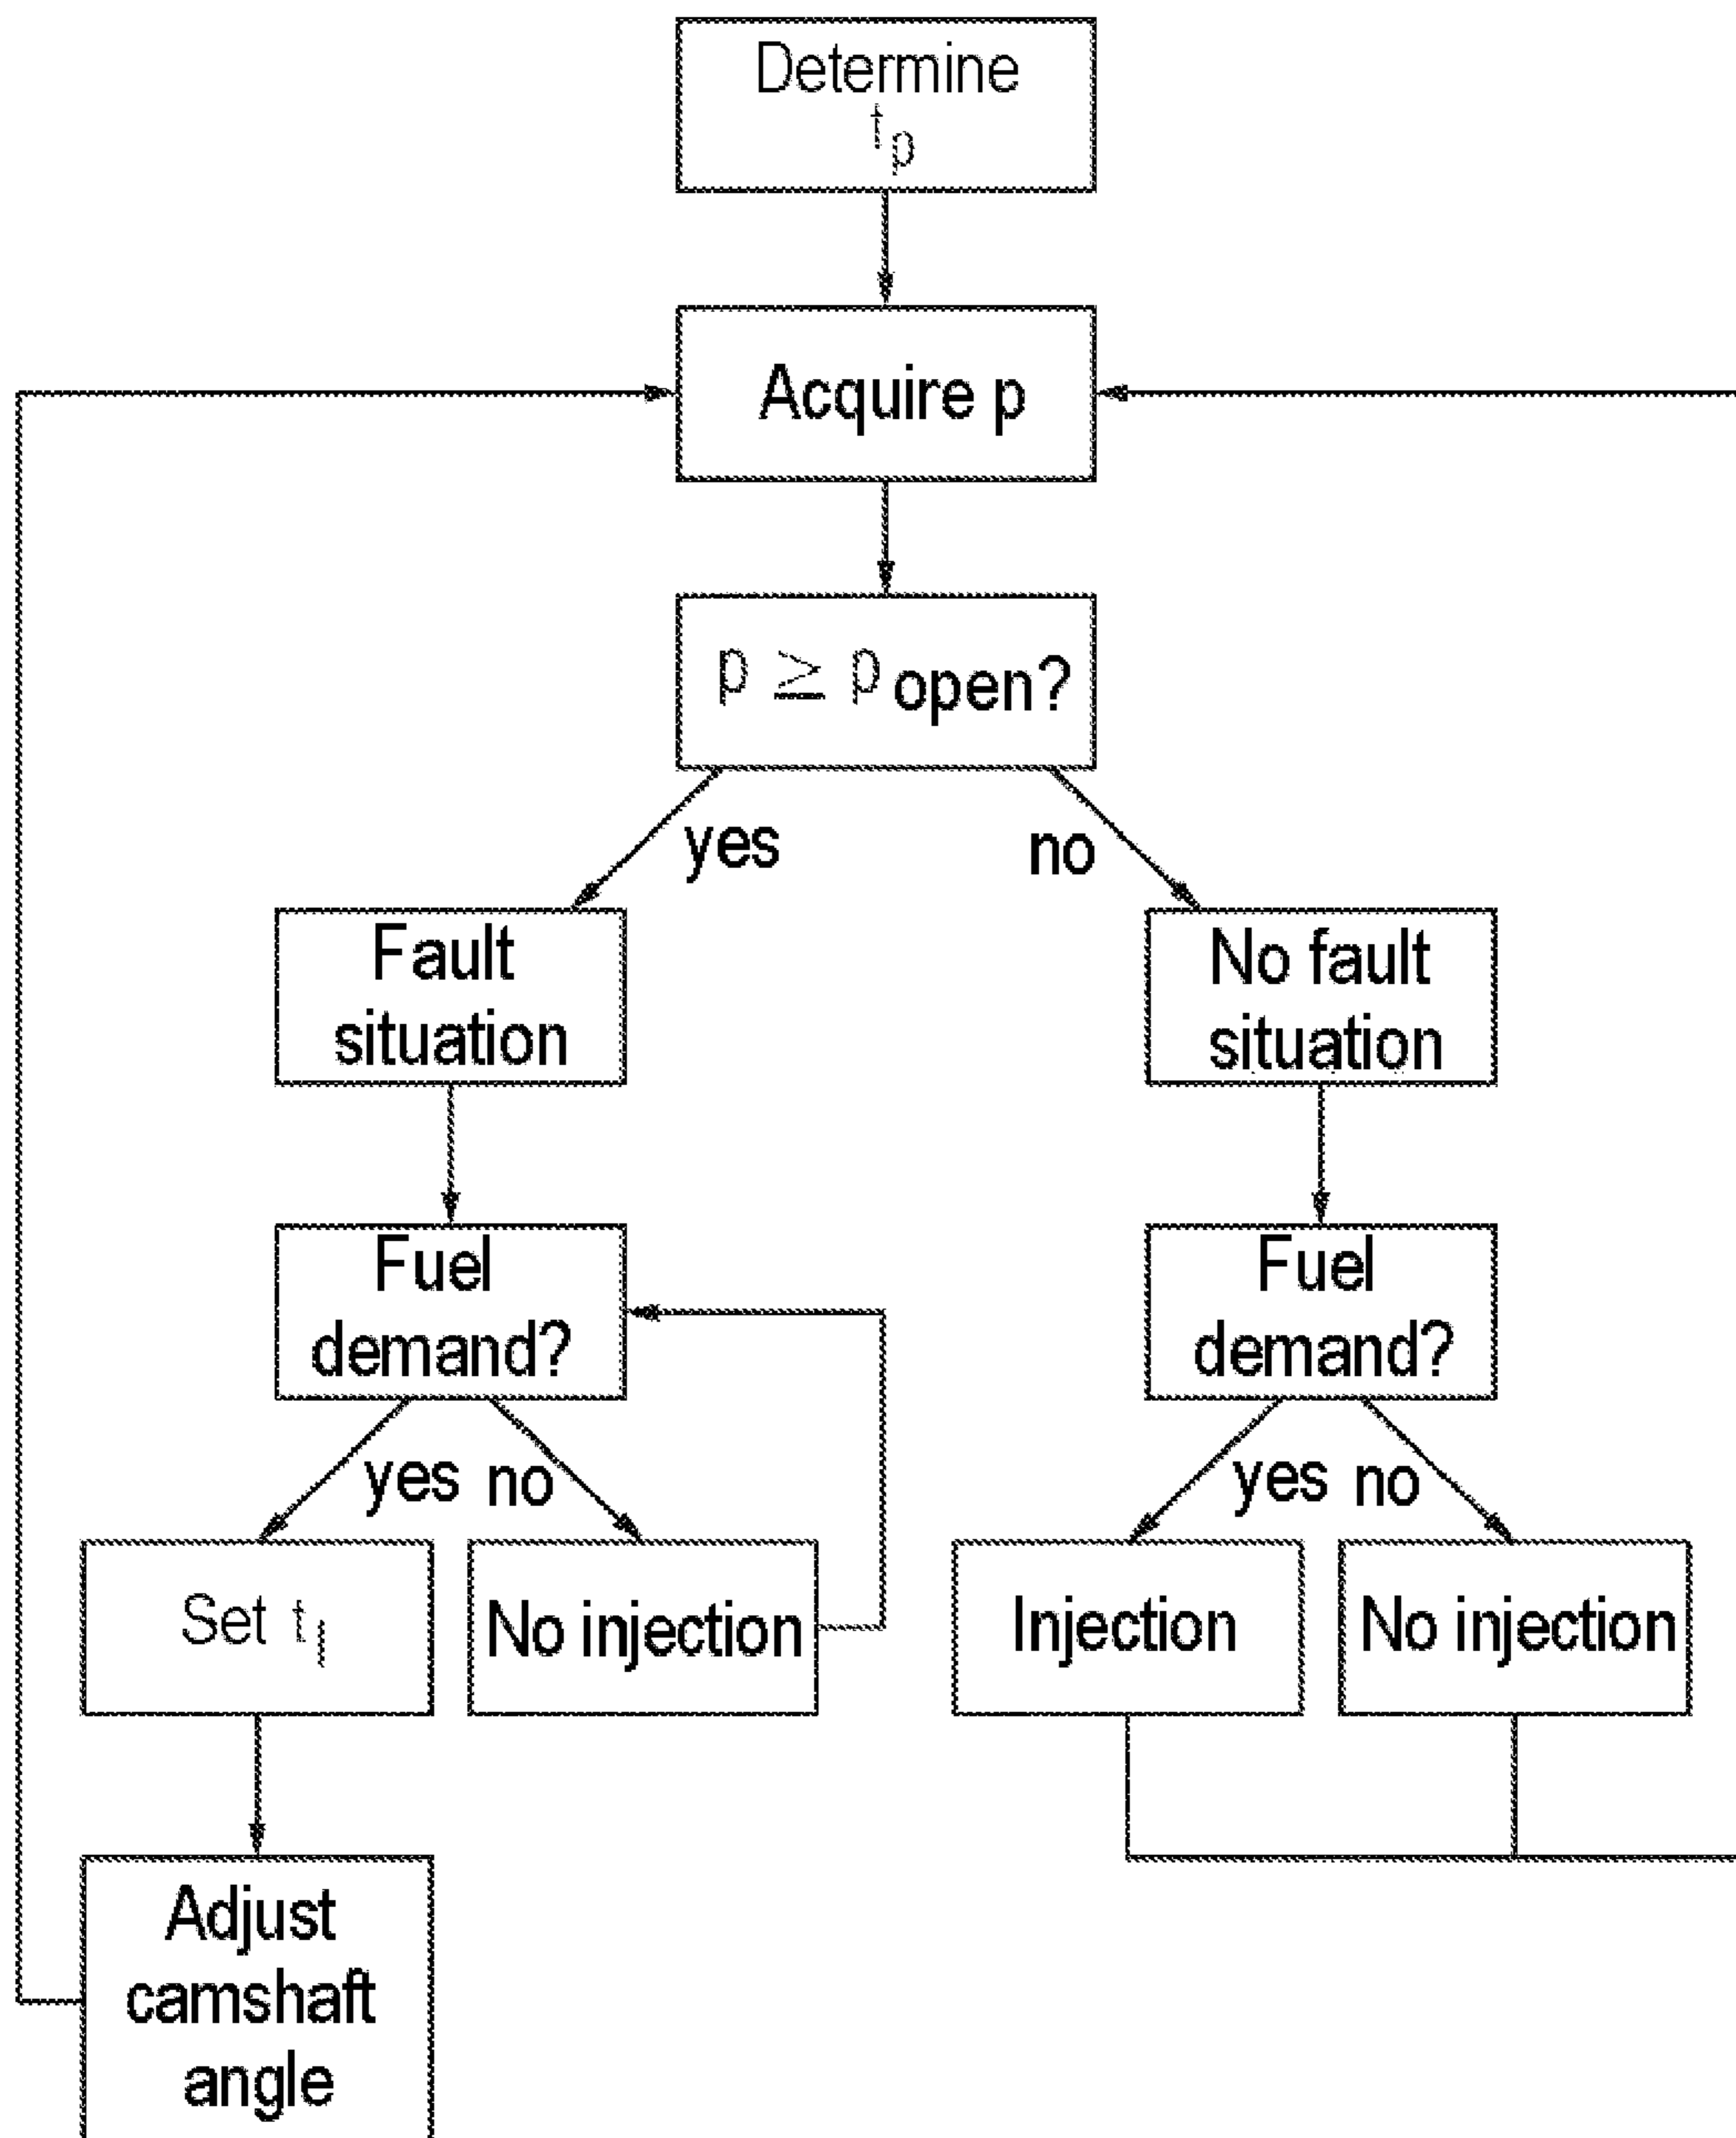 Determine
tp
Acquire p
p ≥ p open?
yes
no
Fault
situation
No fault
situation
Fuel
demand?
Fuel
demand?
yes no
yes no
Set tI
No injection
Injection
No injection
Adjust
camshaft
angle